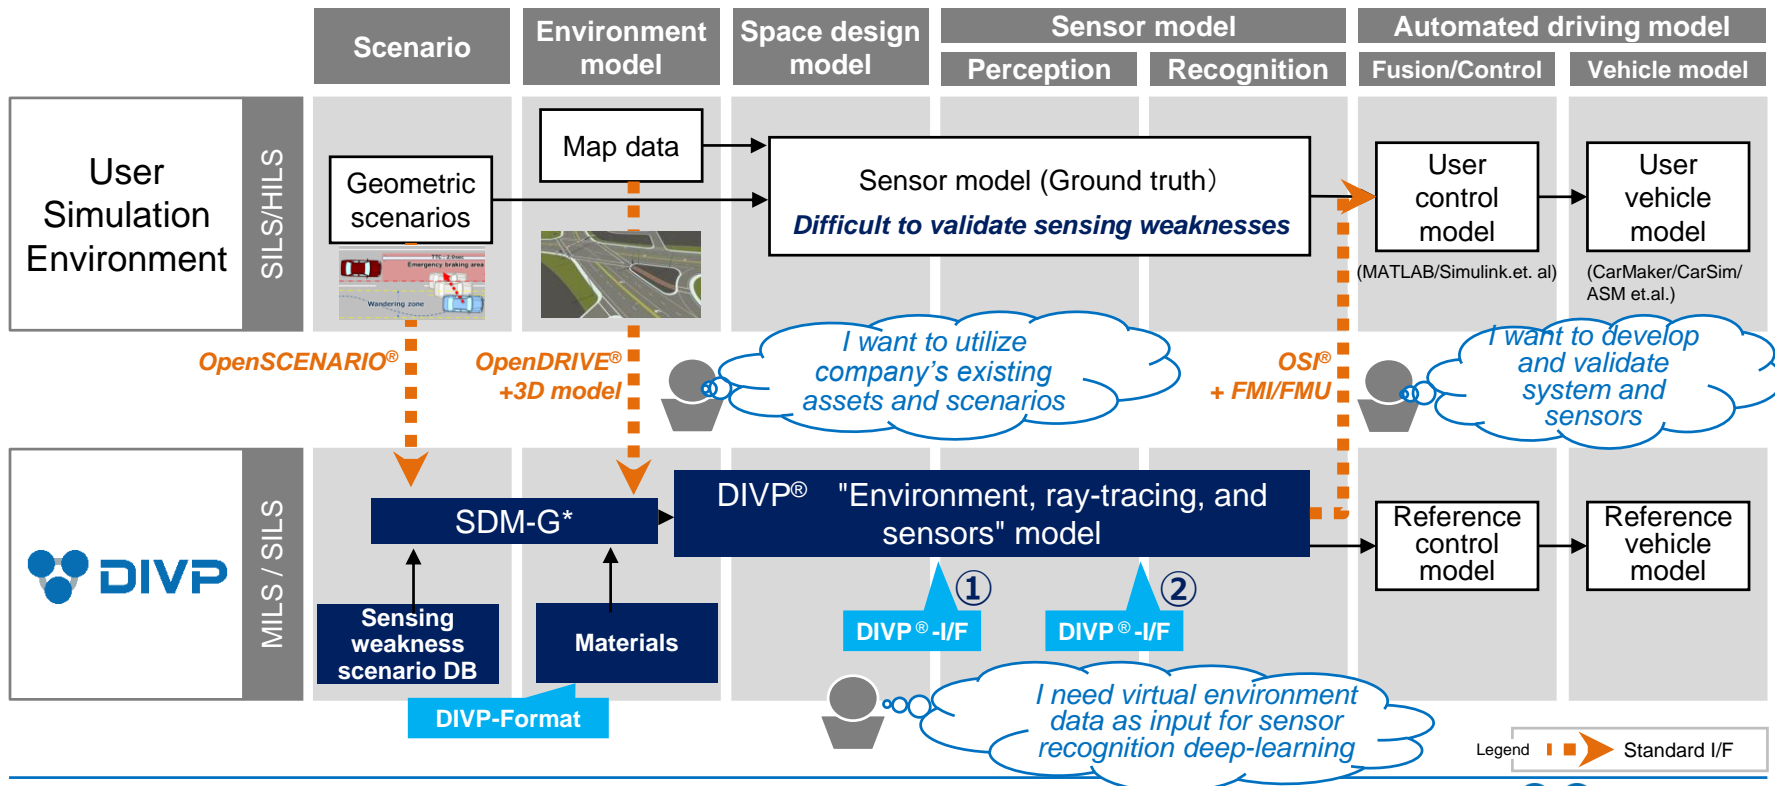 Scenario
Environment
model
Space design
model
Sensor model
Perception
Recognition
Automated driving model
Fusion/Control
Vehicle model
User
Simulation
Environment
SILS/HILS
Geometric
scenarios
Map data
Sensor model (Ground truth）
Difficult to validate sensing weaknesses
User
control
model
(MATLAB/Simulink.et. al)
User
vehicle
model
(CarMaker/CarSim/
ASM et.al.)
Emergency braking area
Wandering zone
OpenSCENARIO®
OpenDRIVE®
+3D model
I want to utilize
company's existing
assets and scenarios
OSI®
+ FMI/FMU
I want to develop
and validate
system and
sensors
DIVP
MILS / SILS
SDM-G*
DIVP® "Environment, ray-tracing, and
sensors" model
Reference
control
model
Reference
vehicle
model
Sensing
weakness
scenario DB
Materials
DIVP-Format
①
DIVP®-I/F
②
DIVP®-I/F
I need virtual environment
data as input for sensor
recognition deep-learning
Legend
Standard I/F